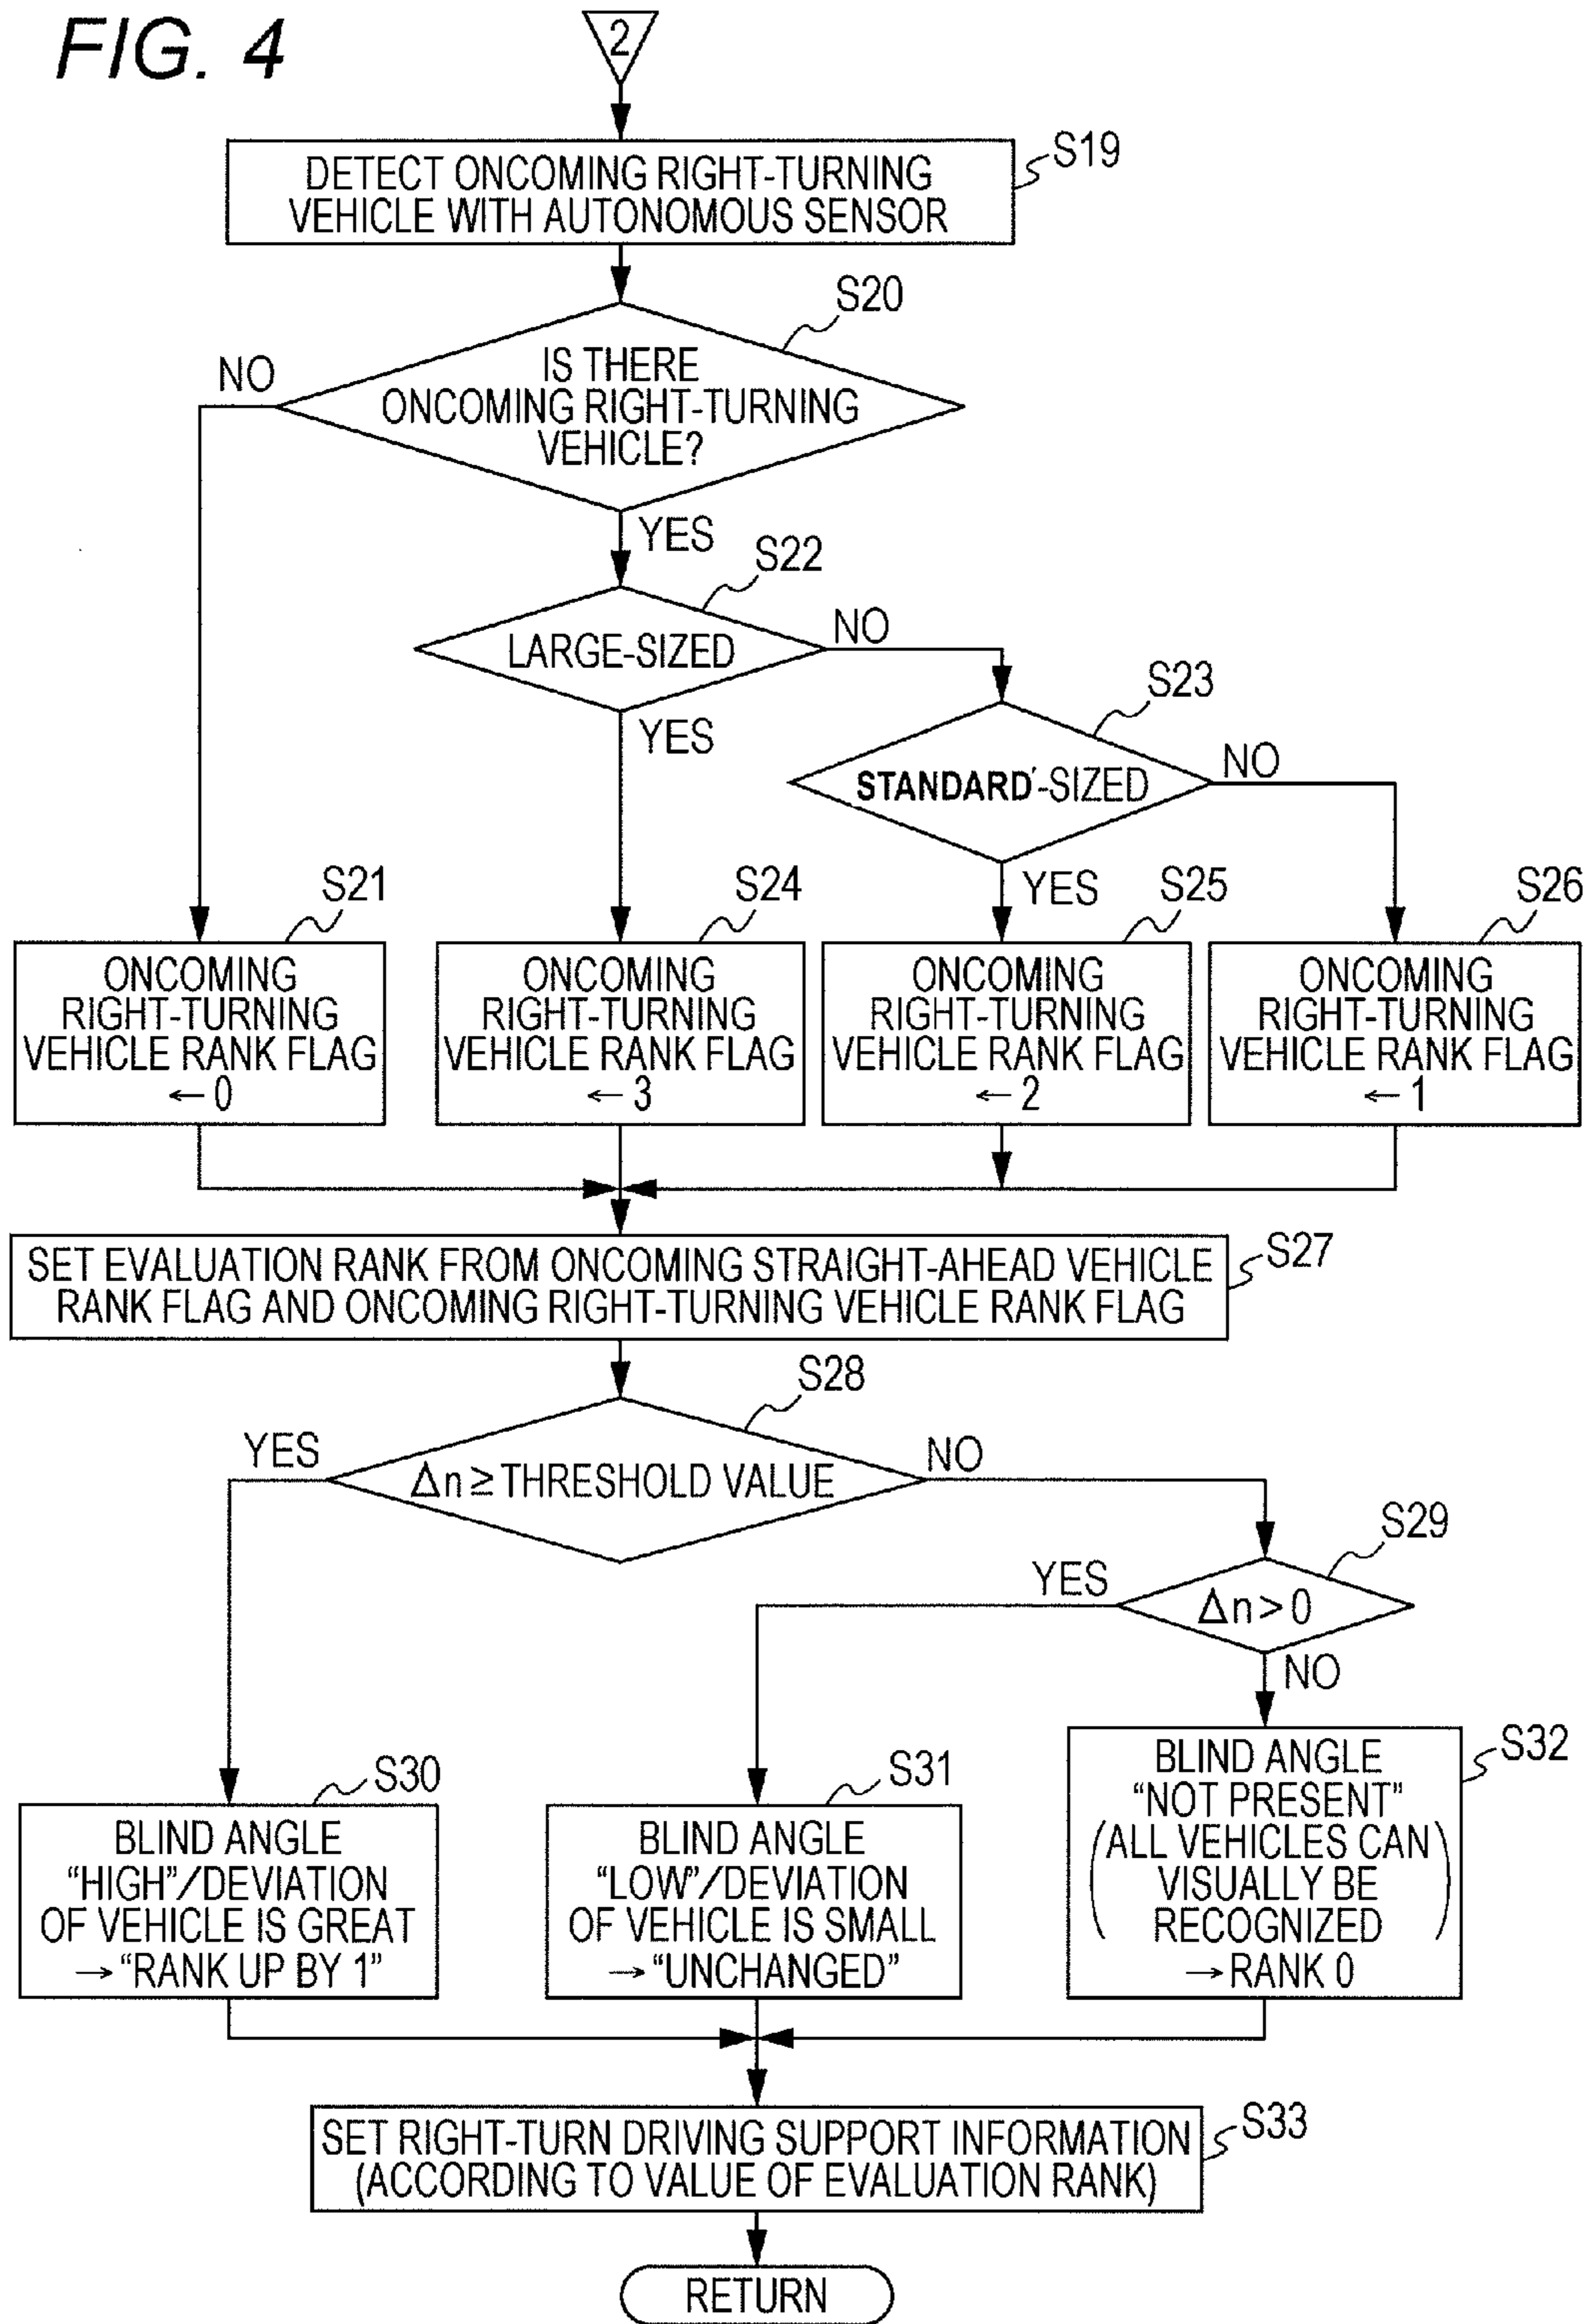 FIG. 4
2
DETECT ONCOMING RIGHT-TURNING
VEHICLE WITH AUTONOMOUS SENSOR
S19
S20
IS THERE
ONCOMING RIGHT-TURNING
VEHICLE?
NO
YES
S22
LARGE-SIZED
NO
YES
S23
STANDARD'-SIZED
NO
YES
S21
ONCOMING
RIGHT-TURNING
VEHICLE RANK FLAG
←0
S24
ONCOMING
RIGHT-TURNING
VEHICLE RANK FLAG
←3
S25
ONCOMING
RIGHT-TURNING
VEHICLE RANK FLAG
←2
S26
ONCOMING
RIGHT-TURNING
VEHICLE RANK FLAG
←1
SET EVALUATION RANK FROM ONCOMING STRAIGHT-AHEAD VEHICLE
RANK FLAG AND ONCOMING RIGHT-TURNING VEHICLE RANK FLAG
S27
S28
YES
Δn≥THRESHOLD VALUE
NO
S29
YES
Δn>0
NO
S30
BLIND ANGLE
“HIGH”/DEVIATION
OF VEHICLE IS GREAT
→“RANK UP BY 1”
S31
BLIND ANGLE
“LOW”/DEVIATION
OF VEHICLE IS SMALL
→“UNCHANGED”
S32
BLIND ANGLE
“NOT PRESENT”
(ALL VEHICLES CAN
VISUALLY BE
RECOGNIZED)
→RANK 0
SET RIGHT-TURN DRIVING SUPPORT INFORMATION
(ACCORDING TO VALUE OF EVALUATION RANK)
S33
RETURN